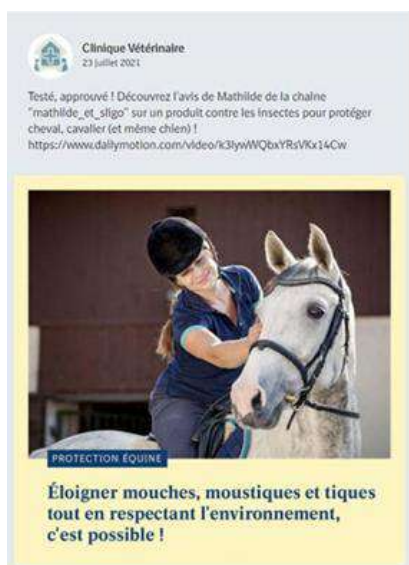 Clinique Vétérinaire
23 juillet 2021
Testé, approuvé ! Découvrez l'avis de Mathilde de la chaîne
"mathilde_et_sligo" sur un produit contre les insectes pour protéger
cheval, cavalier (et même chien) !
https://www.dailymotion.com/video/k3lywWQbxYRsVKx14Cw
PROTECTION ÉQUINE
Éloigner mouches, moustiques et tiques
tout en respectant l'environnement,
c'est possible !